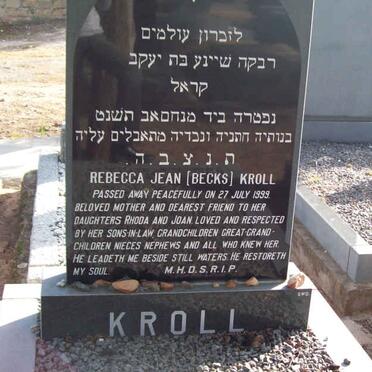 לזכרון עולמים
רבקה שיינע בת יעקב
קראל
נפטרה ביד מנחםאב תשנט
בנותיה חתניה ונכדיה מתאבלים עליה
ת.נ.צ.ב.ה.
REBECCA JEAN [BECKS] KROLL
PASSED AWAY PEACEFULLY ON 27 JULY 1999.
BELOVED MOTHER AND DEAREST FRIEND TO HER
DAUGHTERS RHODA AND JOAN. LOVED AND RESPECTED
BY HER SONS-IN-LAW, GRANDCHILDREN GREAT-GRAND-
CHILDREN NIECES NEPHEWS AND ALL WHO KNEW HER.
HE LEADETH ME BESIDE STILL WATERS. HE RESTORETH
MY SOUL. M.H.D.S.R.I.P.
KROLL